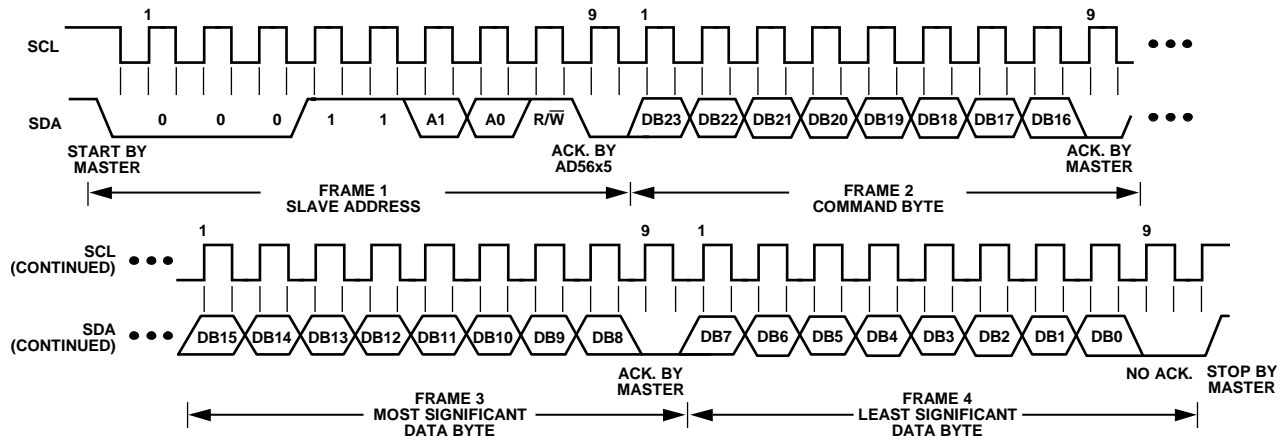 1 9 1 9
SCL
SDA 0 0 0 1 1 A1 A0 R/W̅ DB23 DB22 DB21 DB20 DB19 DB18 DB17 DB16
START BY
MASTER
ACK. BY
AD56x5
ACK. BY
MASTER
FRAME 1
SLAVE ADDRESS
FRAME 2
COMMAND BYTE
1 9 1 9
SCL
(CONTINUED)
SDA
(CONTINUED)
DB15 DB14 DB13 DB12 DB11 DB10 DB9 DB8 DB7 DB6 DB5 DB4 DB3 DB2 DB1 DB0
ACK. BY
MASTER
NO ACK.
STOP BY
MASTER
FRAME 3
MOST SIGNIFICANT
DATA BYTE
FRAME 4
LEAST SIGNIFICANT
DATA BYTE